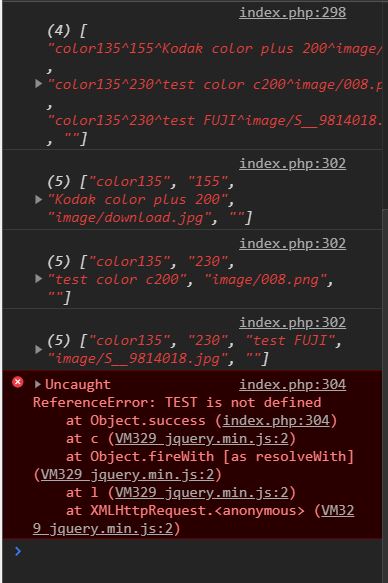 index.php:298
(4) [
"color135^155^Kodak color plus 200^image/
,
"color135^230^test color c200^image/008.p
,
"color135^230^test FUJI^image/S__9814018.
, ""]
index.php:302
(5) ["color135", "155",
"Kodak color plus 200",
"image/download.jpg", ""]
index.php:302
(5) ["color135", "230",
"test color c200", "image/008.png",
""]
index.php:302
(5) ["color135", "230", "test FUJI",
"image/S__9814018.jpg", ""]
Uncaught index.php:304
ReferenceError: TEST is not defined
at Object.success (index.php:304)
at c (VM329 jquery.min.js:2)
at Object.fireWith [as resolveWith]
(VM329 jquery.min.js:2)
at l (VM329 jquery.min.js:2)
at XMLHttpRequest.<anonymous> (VM32
9 jquery.min.js:2)